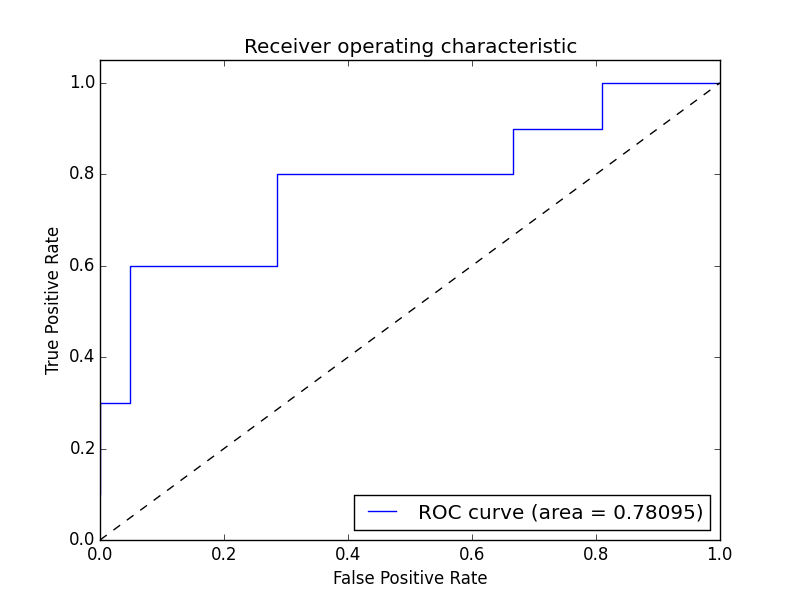 Receiver operating characteristic
1.0
0.8
0.6
0.4
0.2
0.0
True Positive Rate
ROC curve (area = 0.78095)
0.0 0.2 0.4 0.6 0.8 1.0
False Positive Rate